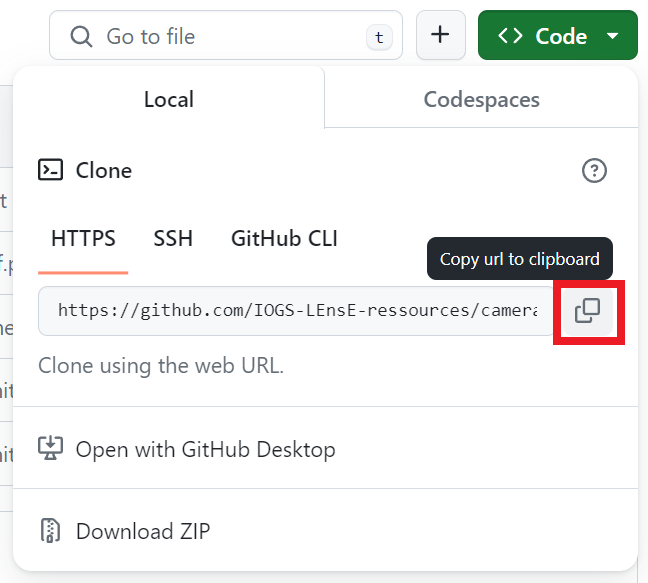 Go to file
t
Code
Local
Codespaces
Clone
HTTPS SSH GitHub CLI
Copy url to clipboard
https://github.com/IOGS-LEnsE-ressources/camera
Clone using the web URL.
Open with GitHub Desktop
Download ZIP